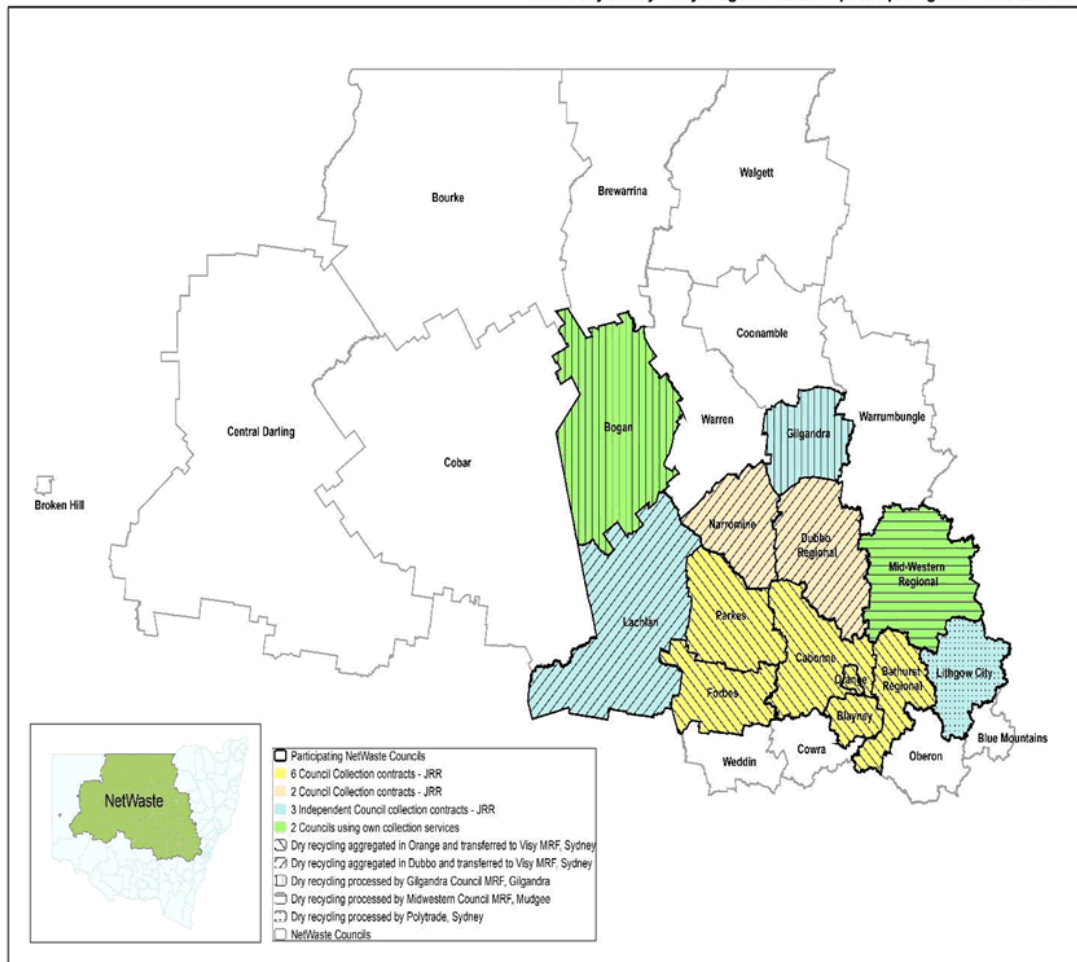 Bourke
Brewarrina
Walgett
Coonamble
Central Darling
Cobar
Bogan
Warren
Gilgandra
Warrumbungle
Broken Hill
Narromine
Dubbo
Regional
Mid-Western
Regional
Lachlan
Parkes
Cabonne
Orange
Bathurst
Regional
Lithgow City
Forbes
Blayney
Blue Mountains
Weddin
Cowra
Oberon
NetWaste
Participating NetWaste Councils
6 Council Collection contracts - JRR
2 Council Collection contracts - JRR
3 Independent Council collection contracts - JRR
2 Councils using own collection services
Dry recycling aggregated in Orange and transferred to Visy MRF, Sydney
Dry recycling aggregated in Dubbo and transferred to Visy MRF, Sydney
Dry recycling processed by Gilgandra Council MRF, Gilgandra
Dry recycling processed by Midwestern Council MRF, Mudgee
Dry recycling processed by Polytrade, Sydney
NetWaste Councils